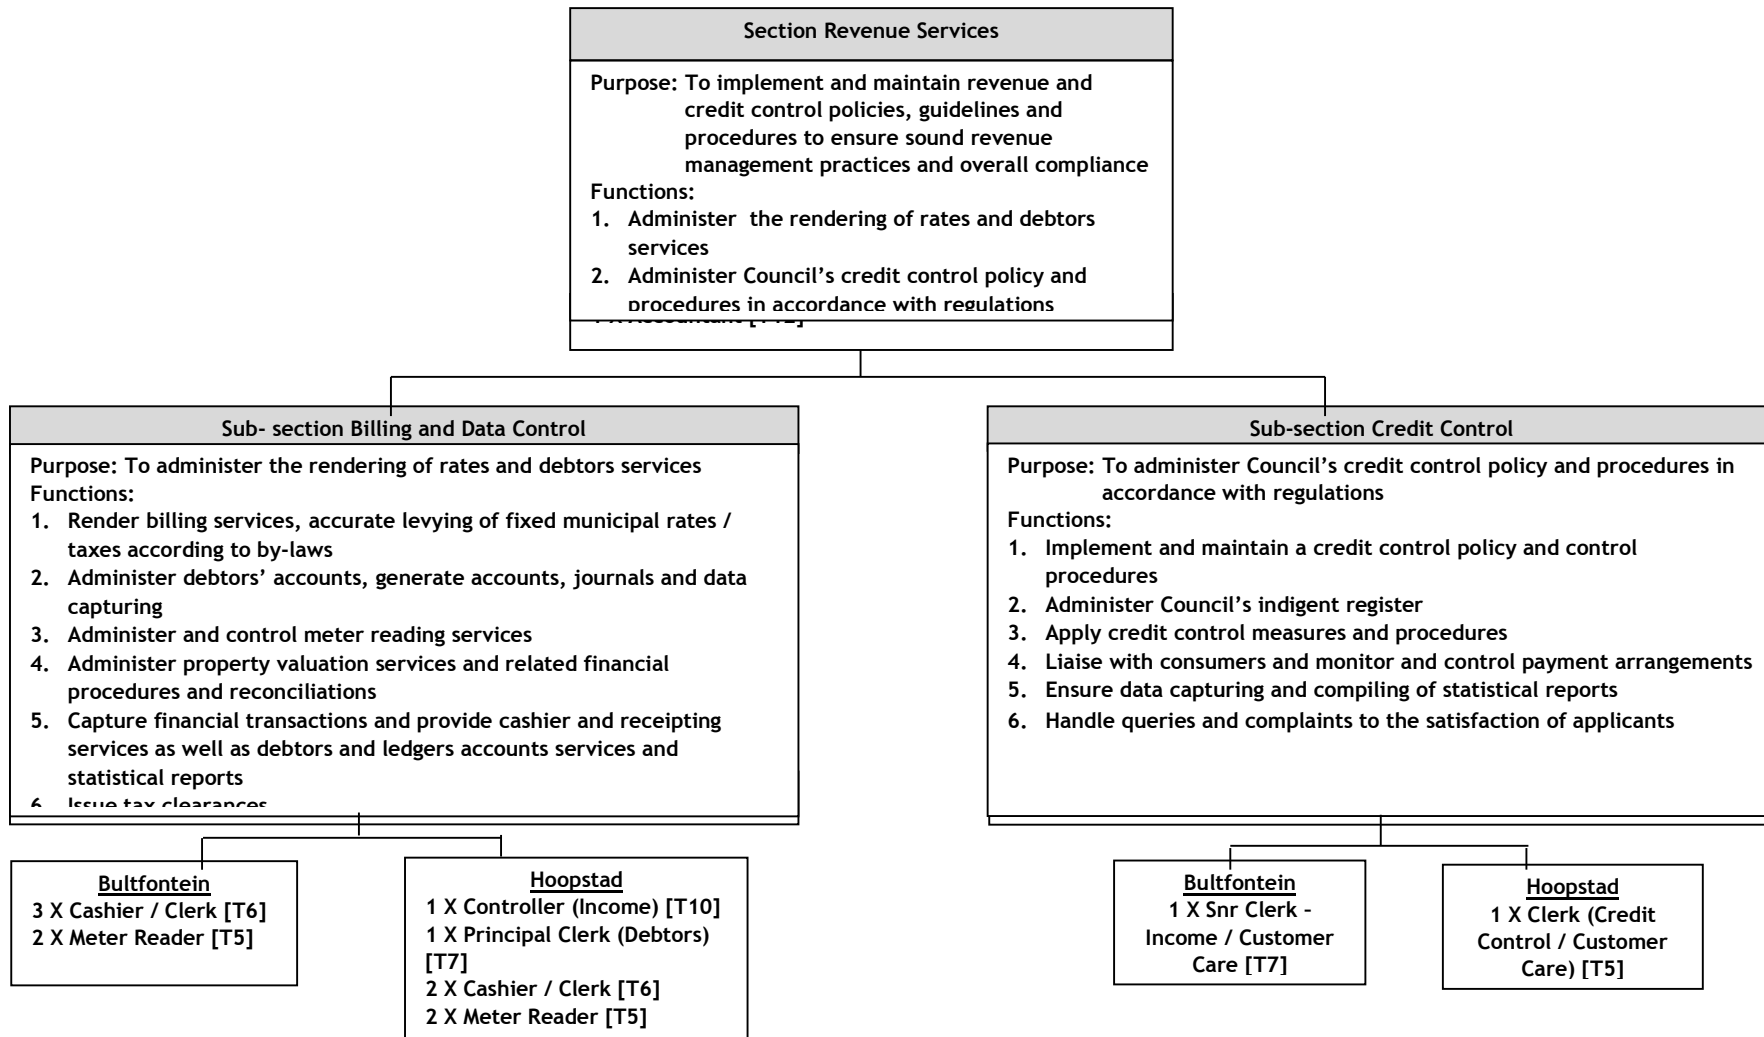 Section Revenue Services
Purpose: To implement and maintain revenue and
credit control policies, guidelines and
procedures to ensure sound revenue
management practices and overall compliance
Functions:
1. Administer the rendering of rates and debtors
services
2. Administer Council’s credit control policy and
procedures in accordance with regulations
Sub- section Billing and Data Control
Purpose: To administer the rendering of rates and debtors services
Functions:
1. Render billing services, accurate levying of fixed municipal rates /
taxes according to by-laws
2. Administer debtors’ accounts, generate accounts, journals and data
capturing
3. Administer and control meter reading services
4. Administer property valuation services and related financial
procedures and reconciliations
5. Capture financial transactions and provide cashier and receipting
services as well as debtors and ledgers accounts services and
statistical reports
6. Issue tax clearances
Sub-section Credit Control
Purpose: To administer Council’s credit control policy and procedures in
accordance with regulations
Functions:
1. Implement and maintain a credit control policy and control
procedures
2. Administer Council’s indigent register
3. Apply credit control measures and procedures
4. Liaise with consumers and monitor and control payment arrangements
5. Ensure data capturing and compiling of statistical reports
6. Handle queries and complaints to the satisfaction of applicants
Bultfontein
3 X Cashier / Clerk [T6]
2 X Meter Reader [T5]
Hoopstad
1 X Controller (Income) [T10]
1 X Principal Clerk (Debtors)
[T7]
2 X Cashier / Clerk [T6]
2 X Meter Reader [T5]
Bultfontein
1 X Snr Clerk –
Income / Customer
Care [T7]
Hoopstad
1 X Clerk (Credit
Control / Customer
Care) [T5]